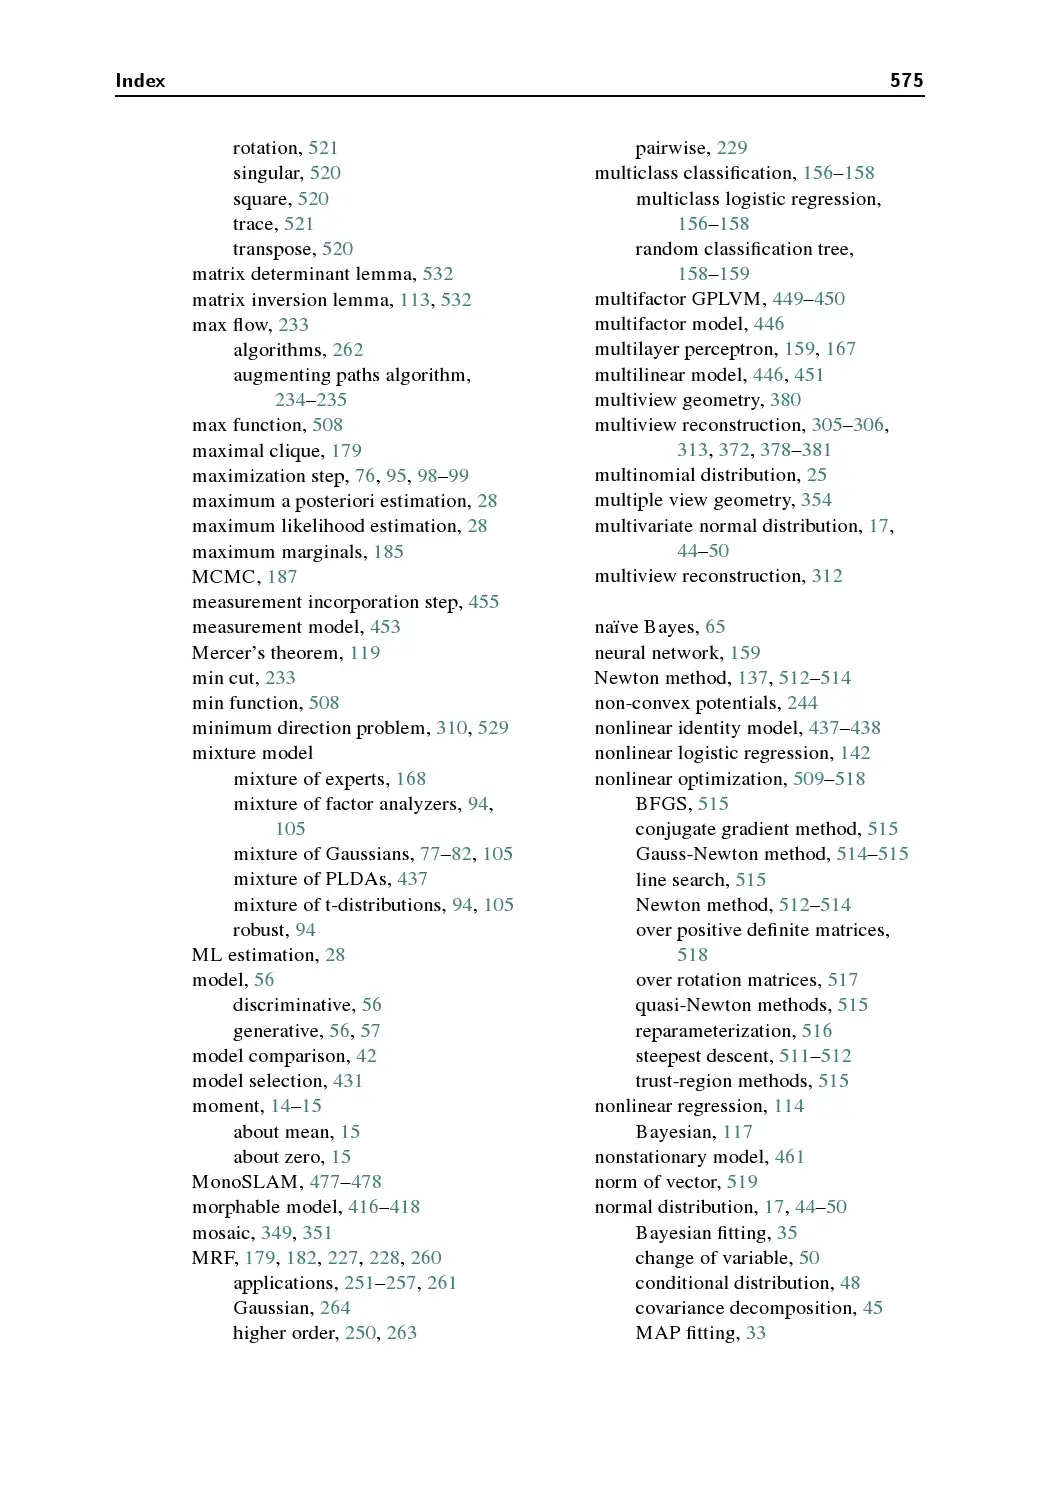 Index 575
rotation, 521
singular, 520
square, 520
trace, 521
transpose, 520
matrix determinant lemma, 532
matrix inversion lemma, 113, 532
max flow, 233
algorithms, 262
augmenting paths algorithm,
234–235
max function, 508
maximal clique, 179
maximization step, 76, 95, 98–99
maximum a posteriori estimation, 28
maximum likelihood estimation, 28
maximum marginals, 185
MCMC, 187
measurement incorporation step, 455
measurement model, 453
Mercer's theorem, 119
min cut, 233
min function, 508
minimum direction problem, 310, 529
mixture model
mixture of experts, 168
mixture of factor analyzers, 94,
105
mixture of Gaussians, 77–82, 105
mixture of PLDAs, 437
mixture of t-distributions, 94, 105
robust, 94
ML estimation, 28
model, 56
discriminative, 56
generative, 56, 57
model comparison, 42
model selection, 431
moment, 14–15
about mean, 15
about zero, 15
MonoSLAM, 477–478
morphable model, 416–418
mosaic, 349, 351
MRF, 179, 182, 227, 228, 260
applications, 251–257, 261
Gaussian, 264
higher order, 250, 263
pairwise, 229
multiclass classification, 156–158
multiclass logistic regression,
156–158
random classification tree,
158–159
multifactor GPLVM, 449–450
multifactor model, 446
multilayer perceptron, 159, 167
multilinear model, 446, 451
multiview geometry, 380
multiview reconstruction, 305–306,
313, 372, 378–381
multinomial distribution, 25
multiple view geometry, 354
multivariate normal distribution, 17,
44–50
multiview reconstruction, 312
naïve Bayes, 65
neural network, 159
Newton method, 137, 512–514
non-convex potentials, 244
nonlinear identity model, 437–438
nonlinear logistic regression, 142
nonlinear optimization, 509–518
BFGS, 515
conjugate gradient method, 515
Gauss-Newton method, 514–515
line search, 515
Newton method, 512–514
over positive definite matrices,
518
over rotation matrices, 517
quasi-Newton methods, 515
reparameterization, 516
steepest descent, 511–512
trust-region methods, 515
nonlinear regression, 114
Bayesian, 117
nonstationary model, 461
norm of vector, 519
normal distribution, 17, 44–50
Bayesian fitting, 35
change of variable, 50
conditional distribution, 48
covariance decomposition, 45
MAP fitting, 33